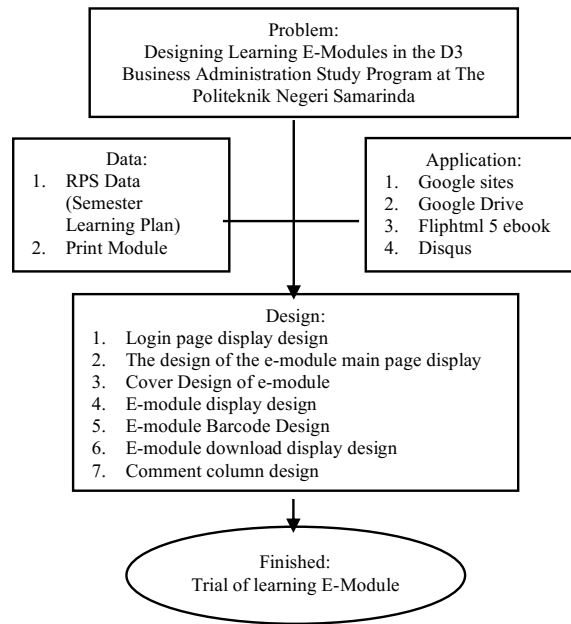 Problem:
Designing Learning E-Modules in the D3
Business Administration Study Program at The
Politeknik Negeri Samarinda
Data:
1. RPS Data
(Semester
Learning Plan)
2. Print Module
Application:
1. Google sites
2. Google Drive
3. Fliphtml 5 ebook
4. Disqus
Design:
1. Login page display design
2. The design of the e-module main page display
3. Cover Design of e-module
4. E-module display design
5. E-module Barcode Design
6. E-module download display design
7. Comment column design
Finished:
Trial of learning E-Module